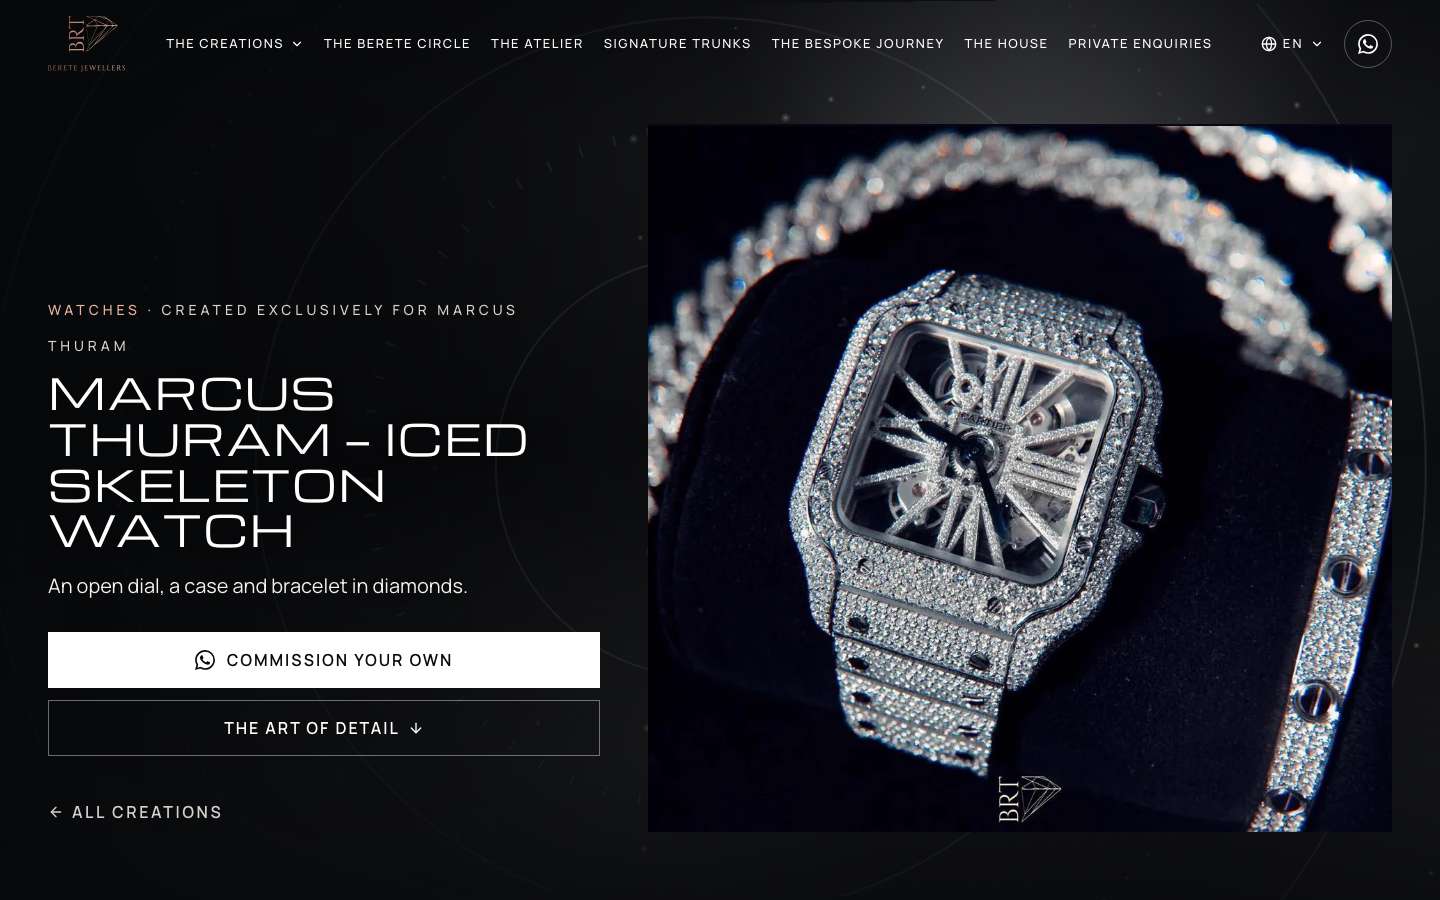 BRT
BERETE JEWELLERS
THE CREATIONS
THE BERETE CIRCLE
THE ATELIER
SIGNATURE TRUNKS
THE BESPOKE JOURNEY
THE HOUSE
PRIVATE ENQUIRIES
EN
WATCHES · CREATED EXCLUSIVELY FOR MARCUS
THURAM
MARCUS
THURAM – ICED
SKELETON
WATCH
An open dial, a case and bracelet in diamonds.
COMMISSION YOUR OWN
THE ART OF DETAIL ↓
← ALL CREATIONS
BRT